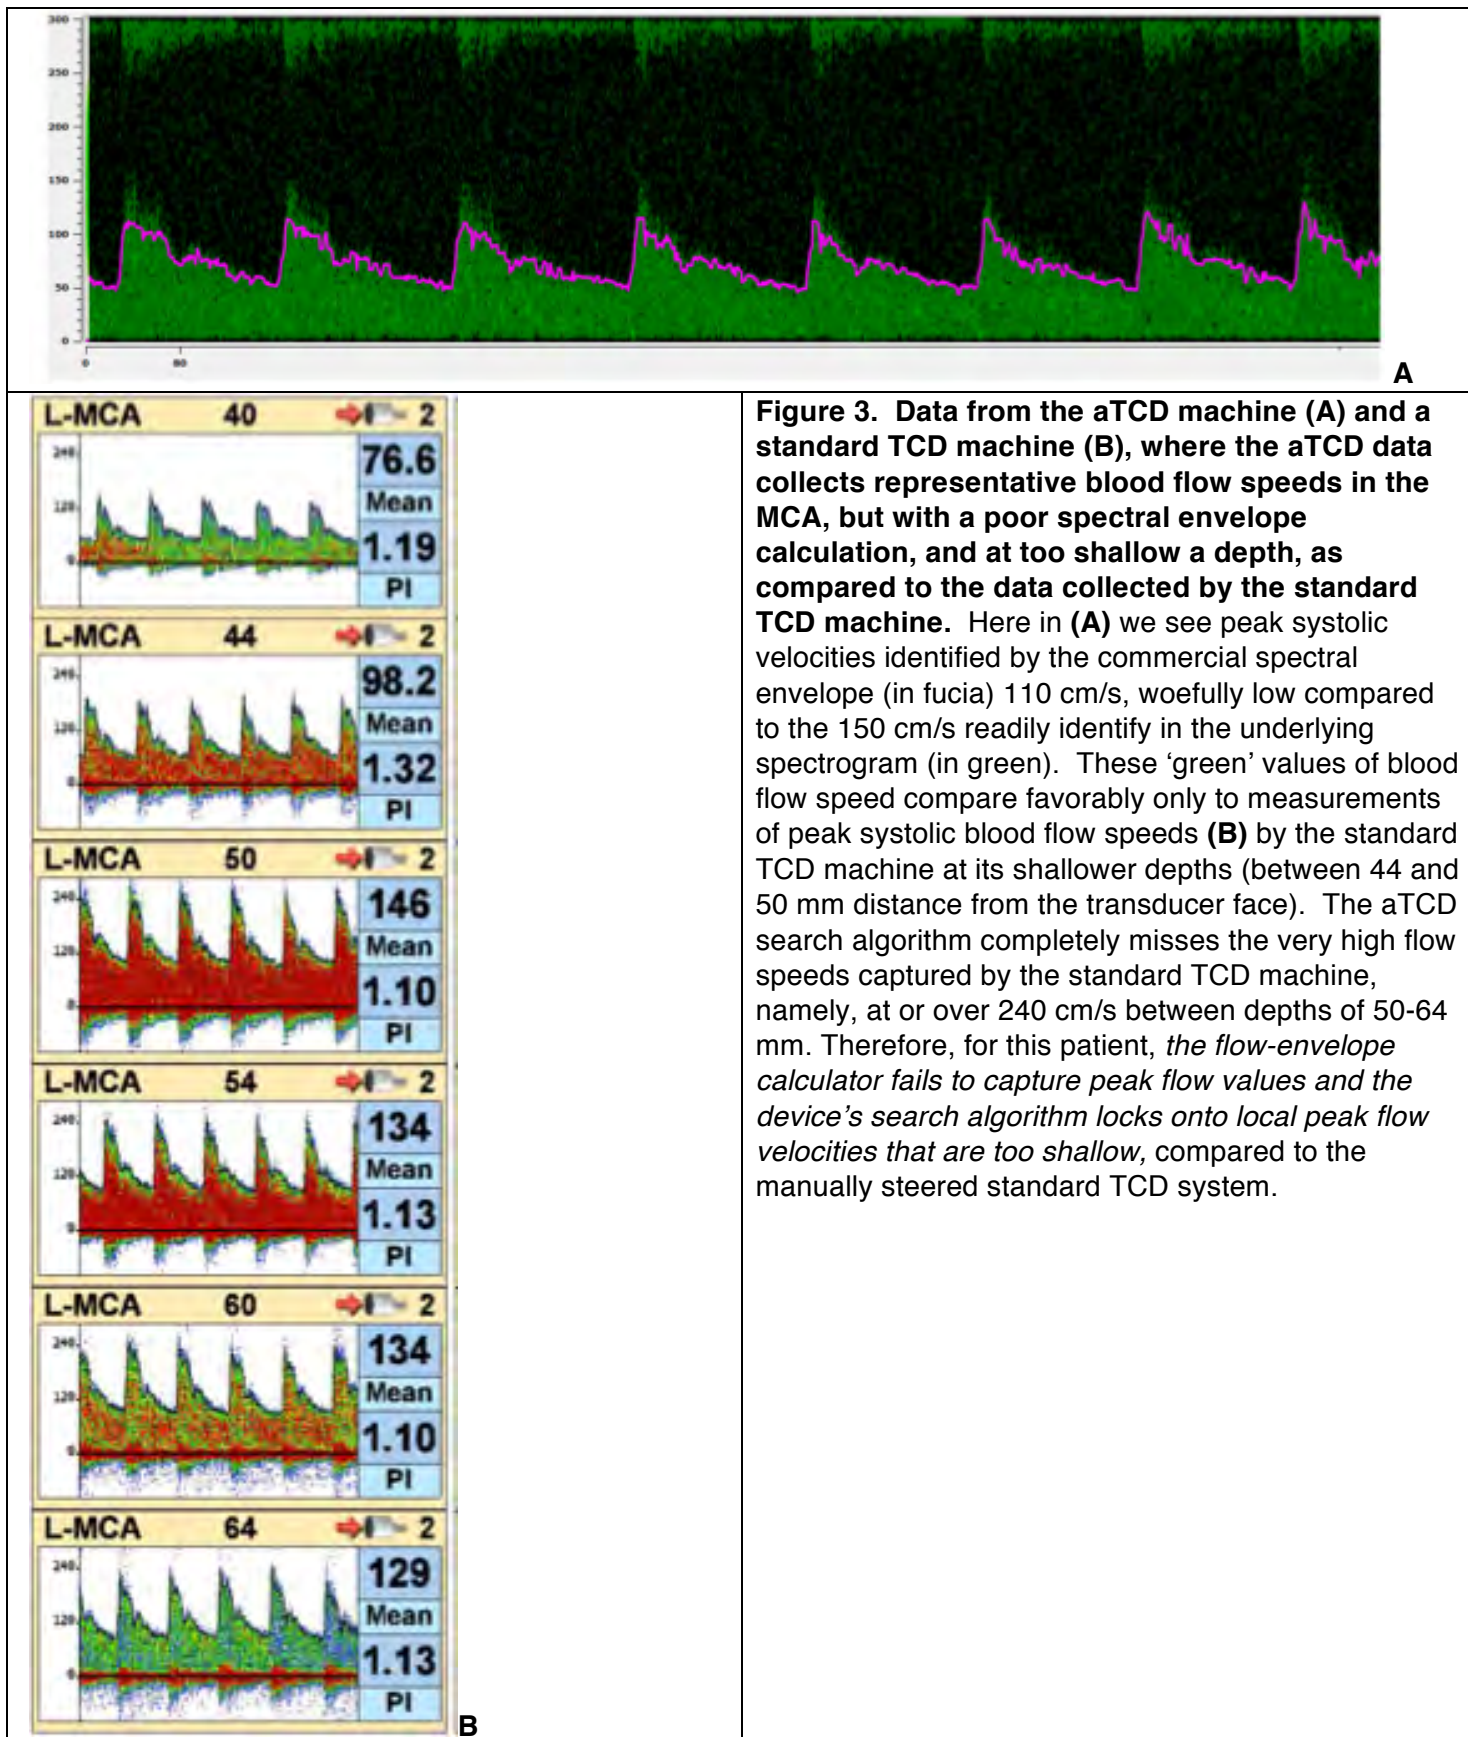 300
250
200
150
100
50
0
0
A
L-MCA 40 2
240
120
0
76.6
Mean
1.19
PI
L-MCA 44 2
240
120
0
98.2
Mean
1.32
PI
L-MCA 50 2
240
120
0
146
Mean
1.10
PI
L-MCA 54 2
240
120
0
134
Mean
1.13
PI
L-MCA 60 2
240
120
0
134
Mean
1.10
PI
L-MCA 64 2
240
120
0
129
Mean
1.13
PI
B
Figure 3. Data from the aTCD machine (A) and a
standard TCD machine (B), where the aTCD data
collects representative blood flow speeds in the
MCA, but with a poor spectral envelope
calculation, and at too shallow a depth, as
compared to the data collected by the standard
TCD machine. Here in (A) we see peak systolic
velocities identified by the commercial spectral
envelope (in fucia) 110 cm/s, woefully low compared
to the 150 cm/s readily identify in the underlying
spectrogram (in green). These ‘green’ values of blood
flow speed compare favorably only to measurements
of peak systolic blood flow speeds (B) by the standard
TCD machine at its shallower depths (between 44 and
50 mm distance from the transducer face). The aTCD
search algorithm completely misses the very high flow
speeds captured by the standard TCD machine,
namely, at or over 240 cm/s between depths of 50-64
mm. Therefore, for this patient, the flow-envelope
calculator fails to capture peak flow values and the
device’s search algorithm locks onto local peak flow
velocities that are too shallow, compared to the
manually steered standard TCD system.